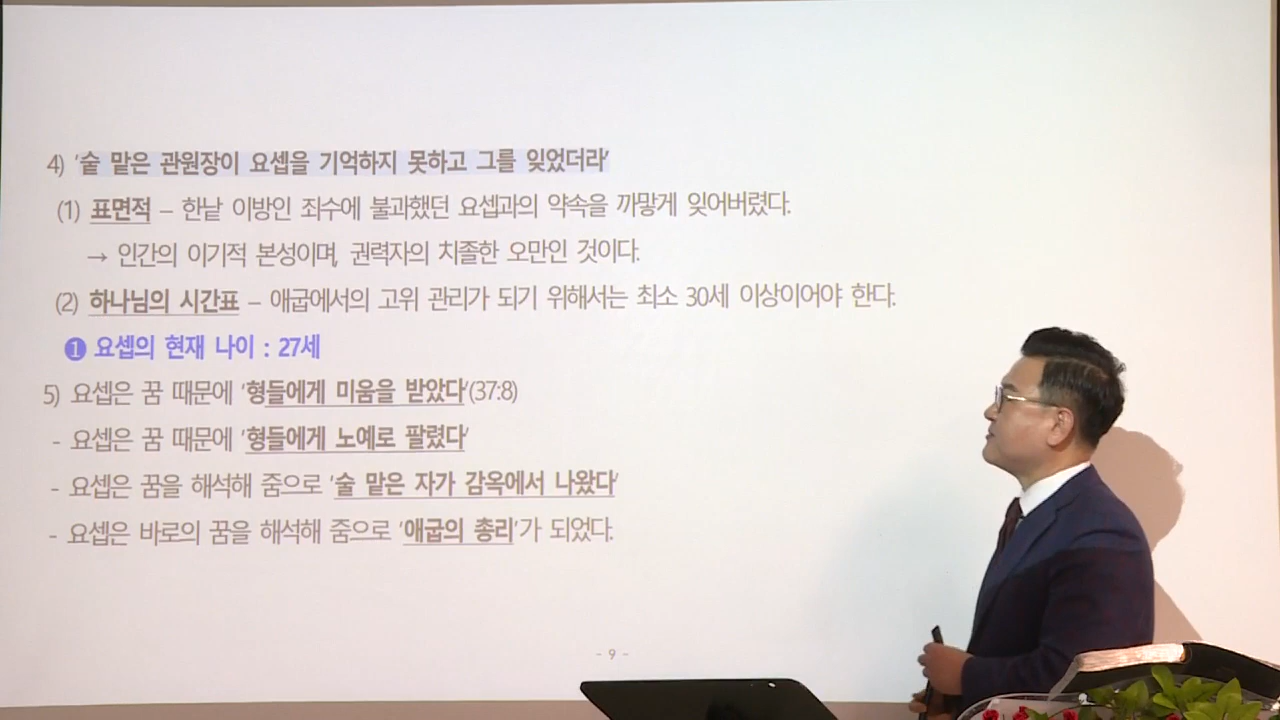 4) '술 맡은 관원장이 요셉을 기억하지 못하고 그를 잊었더라'
(1) 표면적 – 한낱 이방인 죄수에 불과했던 요셉과의 약속을 까맣게 잊어버렸다.
→ 인간의 이기적 본성이며, 권력자의 치졸한 오만인 것이다.
(2) 하나님의 시간표 – 애굽에서의 고위 관리가 되기 위해서는 최소 30세 이상이어야 한다.
❶ 요셉의 현재 나이 : 27세
5) 요셉은 꿈 때문에 '형들에게 미움을 받았다'(37:8)
- 요셉은 꿈 때문에 '형들에게 노예로 팔렸다'
- 요셉은 꿈을 해석해 줌으로 '술 맡은 자가 감옥에서 나왔다'
- 요셉은 바로의 꿈을 해석해 줌으로 '애굽의 총리'가 되었다.
- 9 -